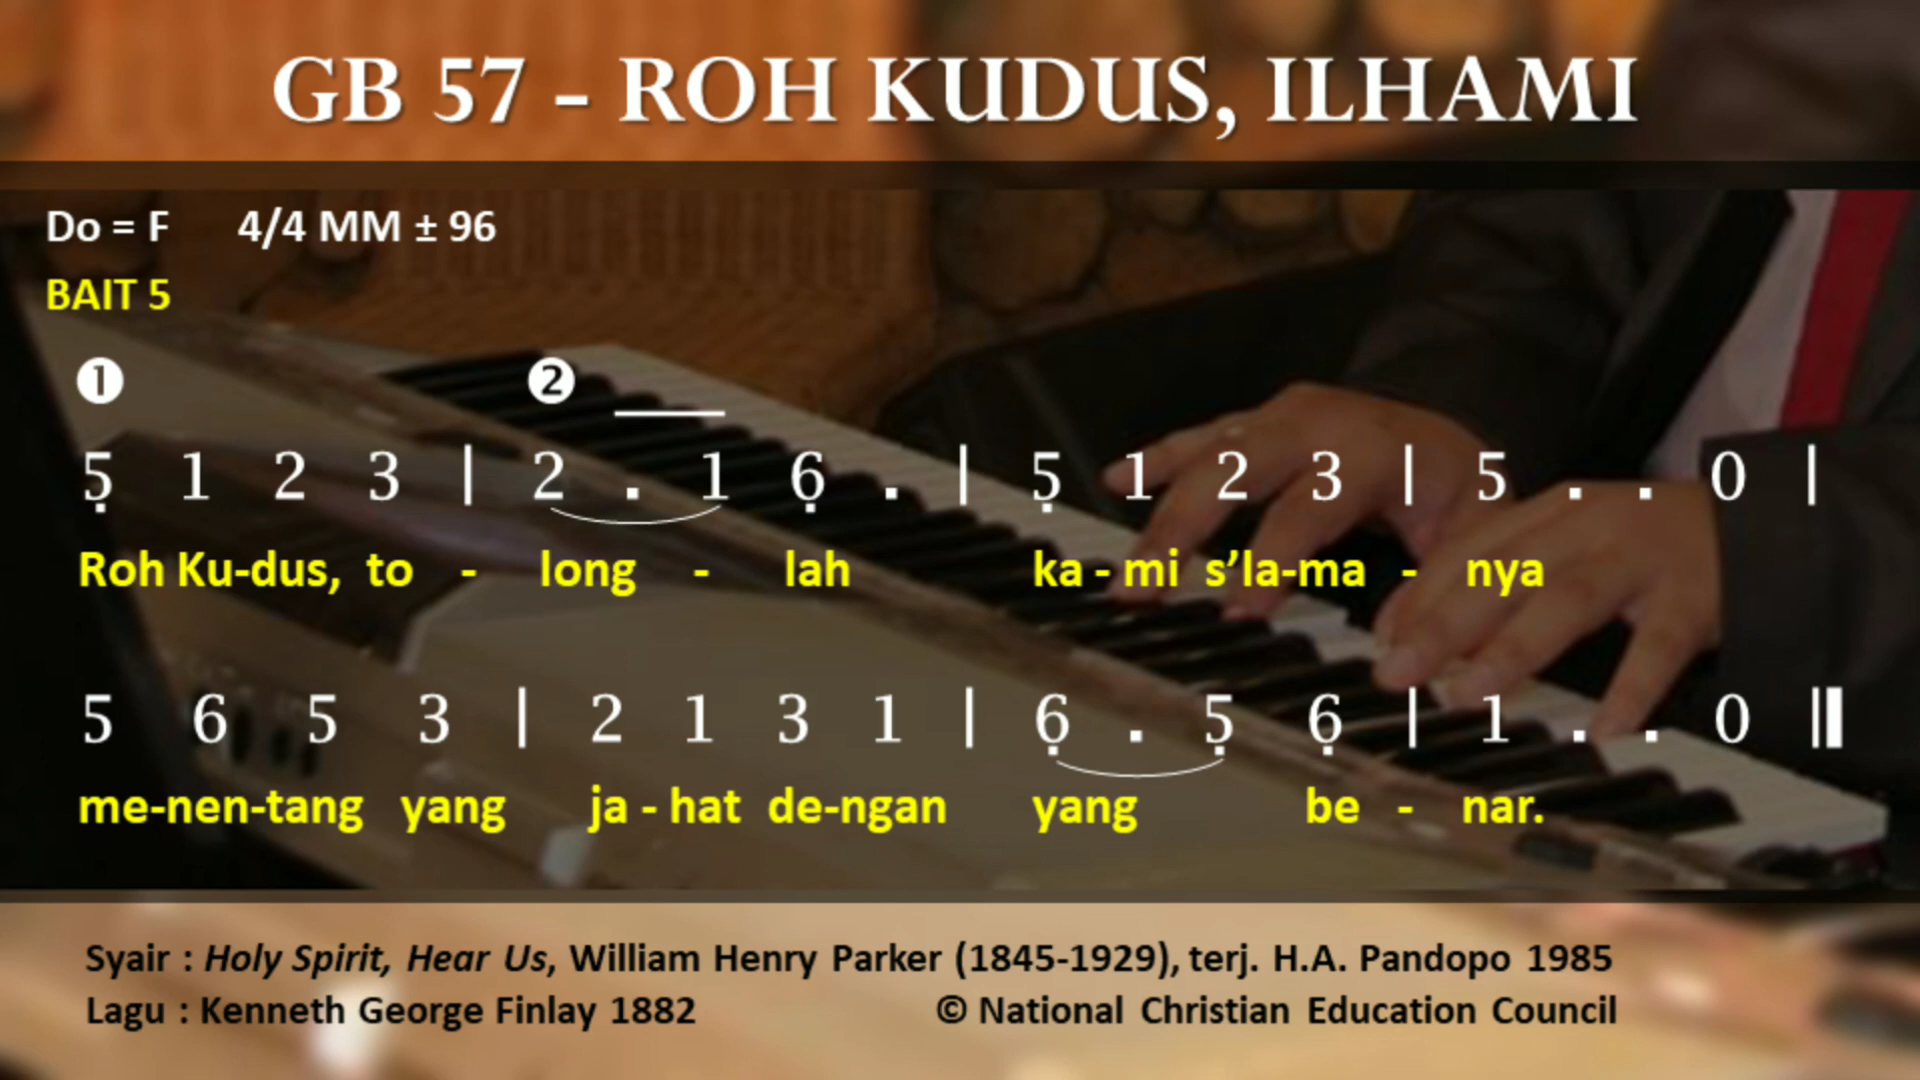 GB 57 - ROH KUDUS, ILHAMI
Do = F 4/4 MM ± 96
BAIT 5
❶ ❷
5̣ 1 2 3 | 2 . 1 6̣ . | 5̣ 1 2 3 | 5 . . 0 |
Roh Ku-dus, to - long - lah ka - mi s’la-ma - nya
5 6 5 3 | 2 1 3 1 | 6̣ . 5̣ 6̣ | 1 . . 0 ||
me-nen-tang yang ja - hat de-ngan yang be - nar.
Syair : Holy Spirit, Hear Us, William Henry Parker (1845-1929), terj. H.A. Pandopo 1985
Lagu : Kenneth George Finlay 1882 © National Christian Education Council